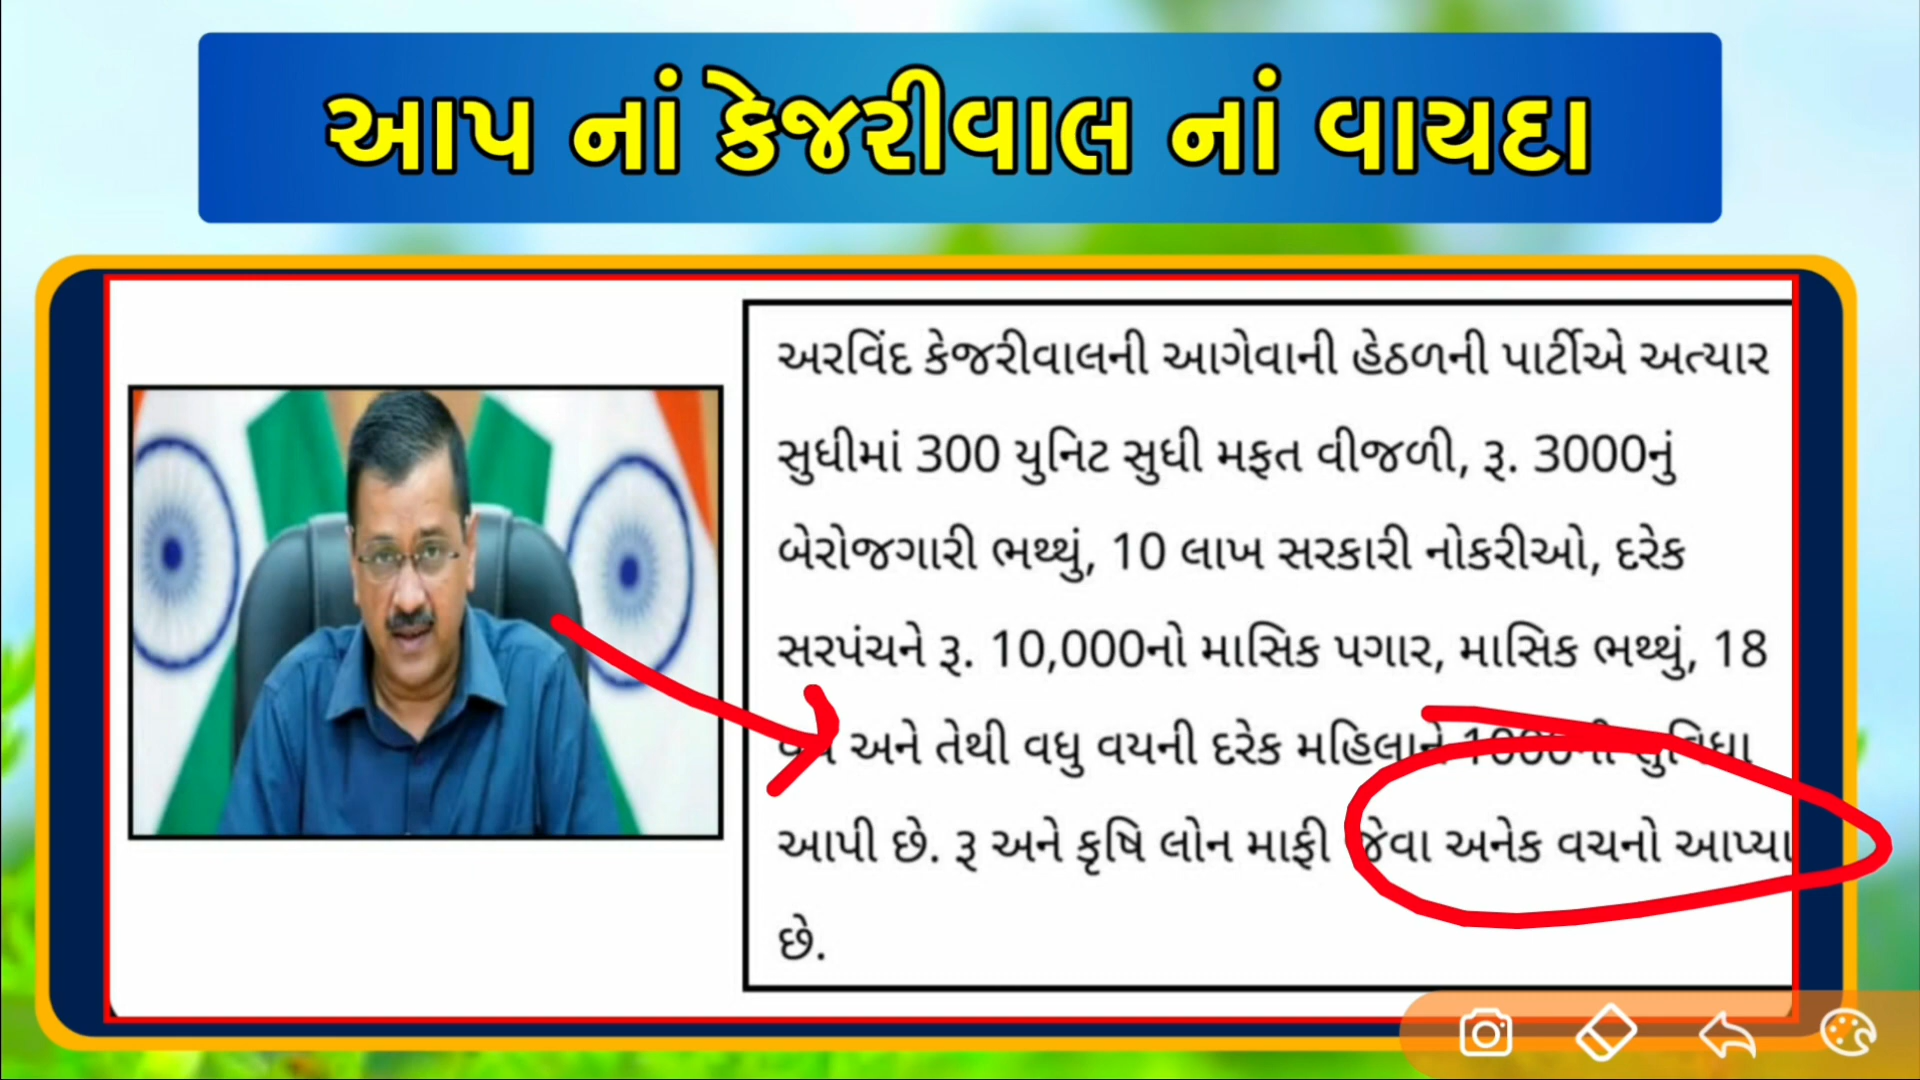 આપ નાં કેજરીવાલ નાં વાયદા
અરવિંદ કેજરીવાલની આગેવાની હેઠળની પાર્ટીએ અત્યાર
સુધીમાં 300 યુનિટ સુધી મફત વીજળી, રૂ. 3000નું
બેરોજગારી ભથ્થું, 10 લાખ સરકારી નોકરીઓ, દરેક
સરપંચને રૂ. 10,000નો માસિક પગાર, માસિક ભથ્થું, 18
અને તેથી વધુ વયની દરેક મહિલાને 1000ની સુવિધા
આપી છે. રૂ અને કૃષિ લોન માફી જેવા અનેક વચનો આપ્યા
છે.